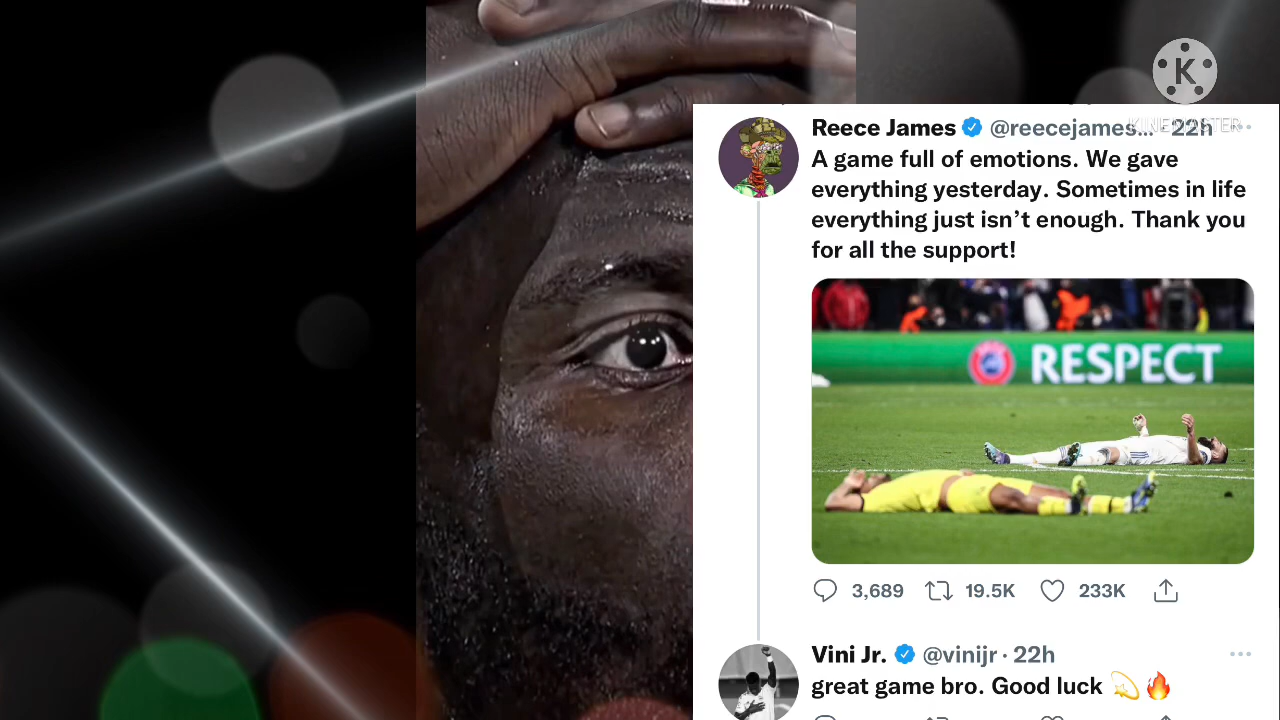 K
KINEMASTER
Reece James @reecejames... · 22h
A game full of emotions. We gave
everything yesterday. Sometimes in life
everything just isn’t enough. Thank you
for all the support!
RESPECT
3,689 19.5K 233K
Vini Jr. @vinijr · 22h
great game bro. Good luck 💫🔥